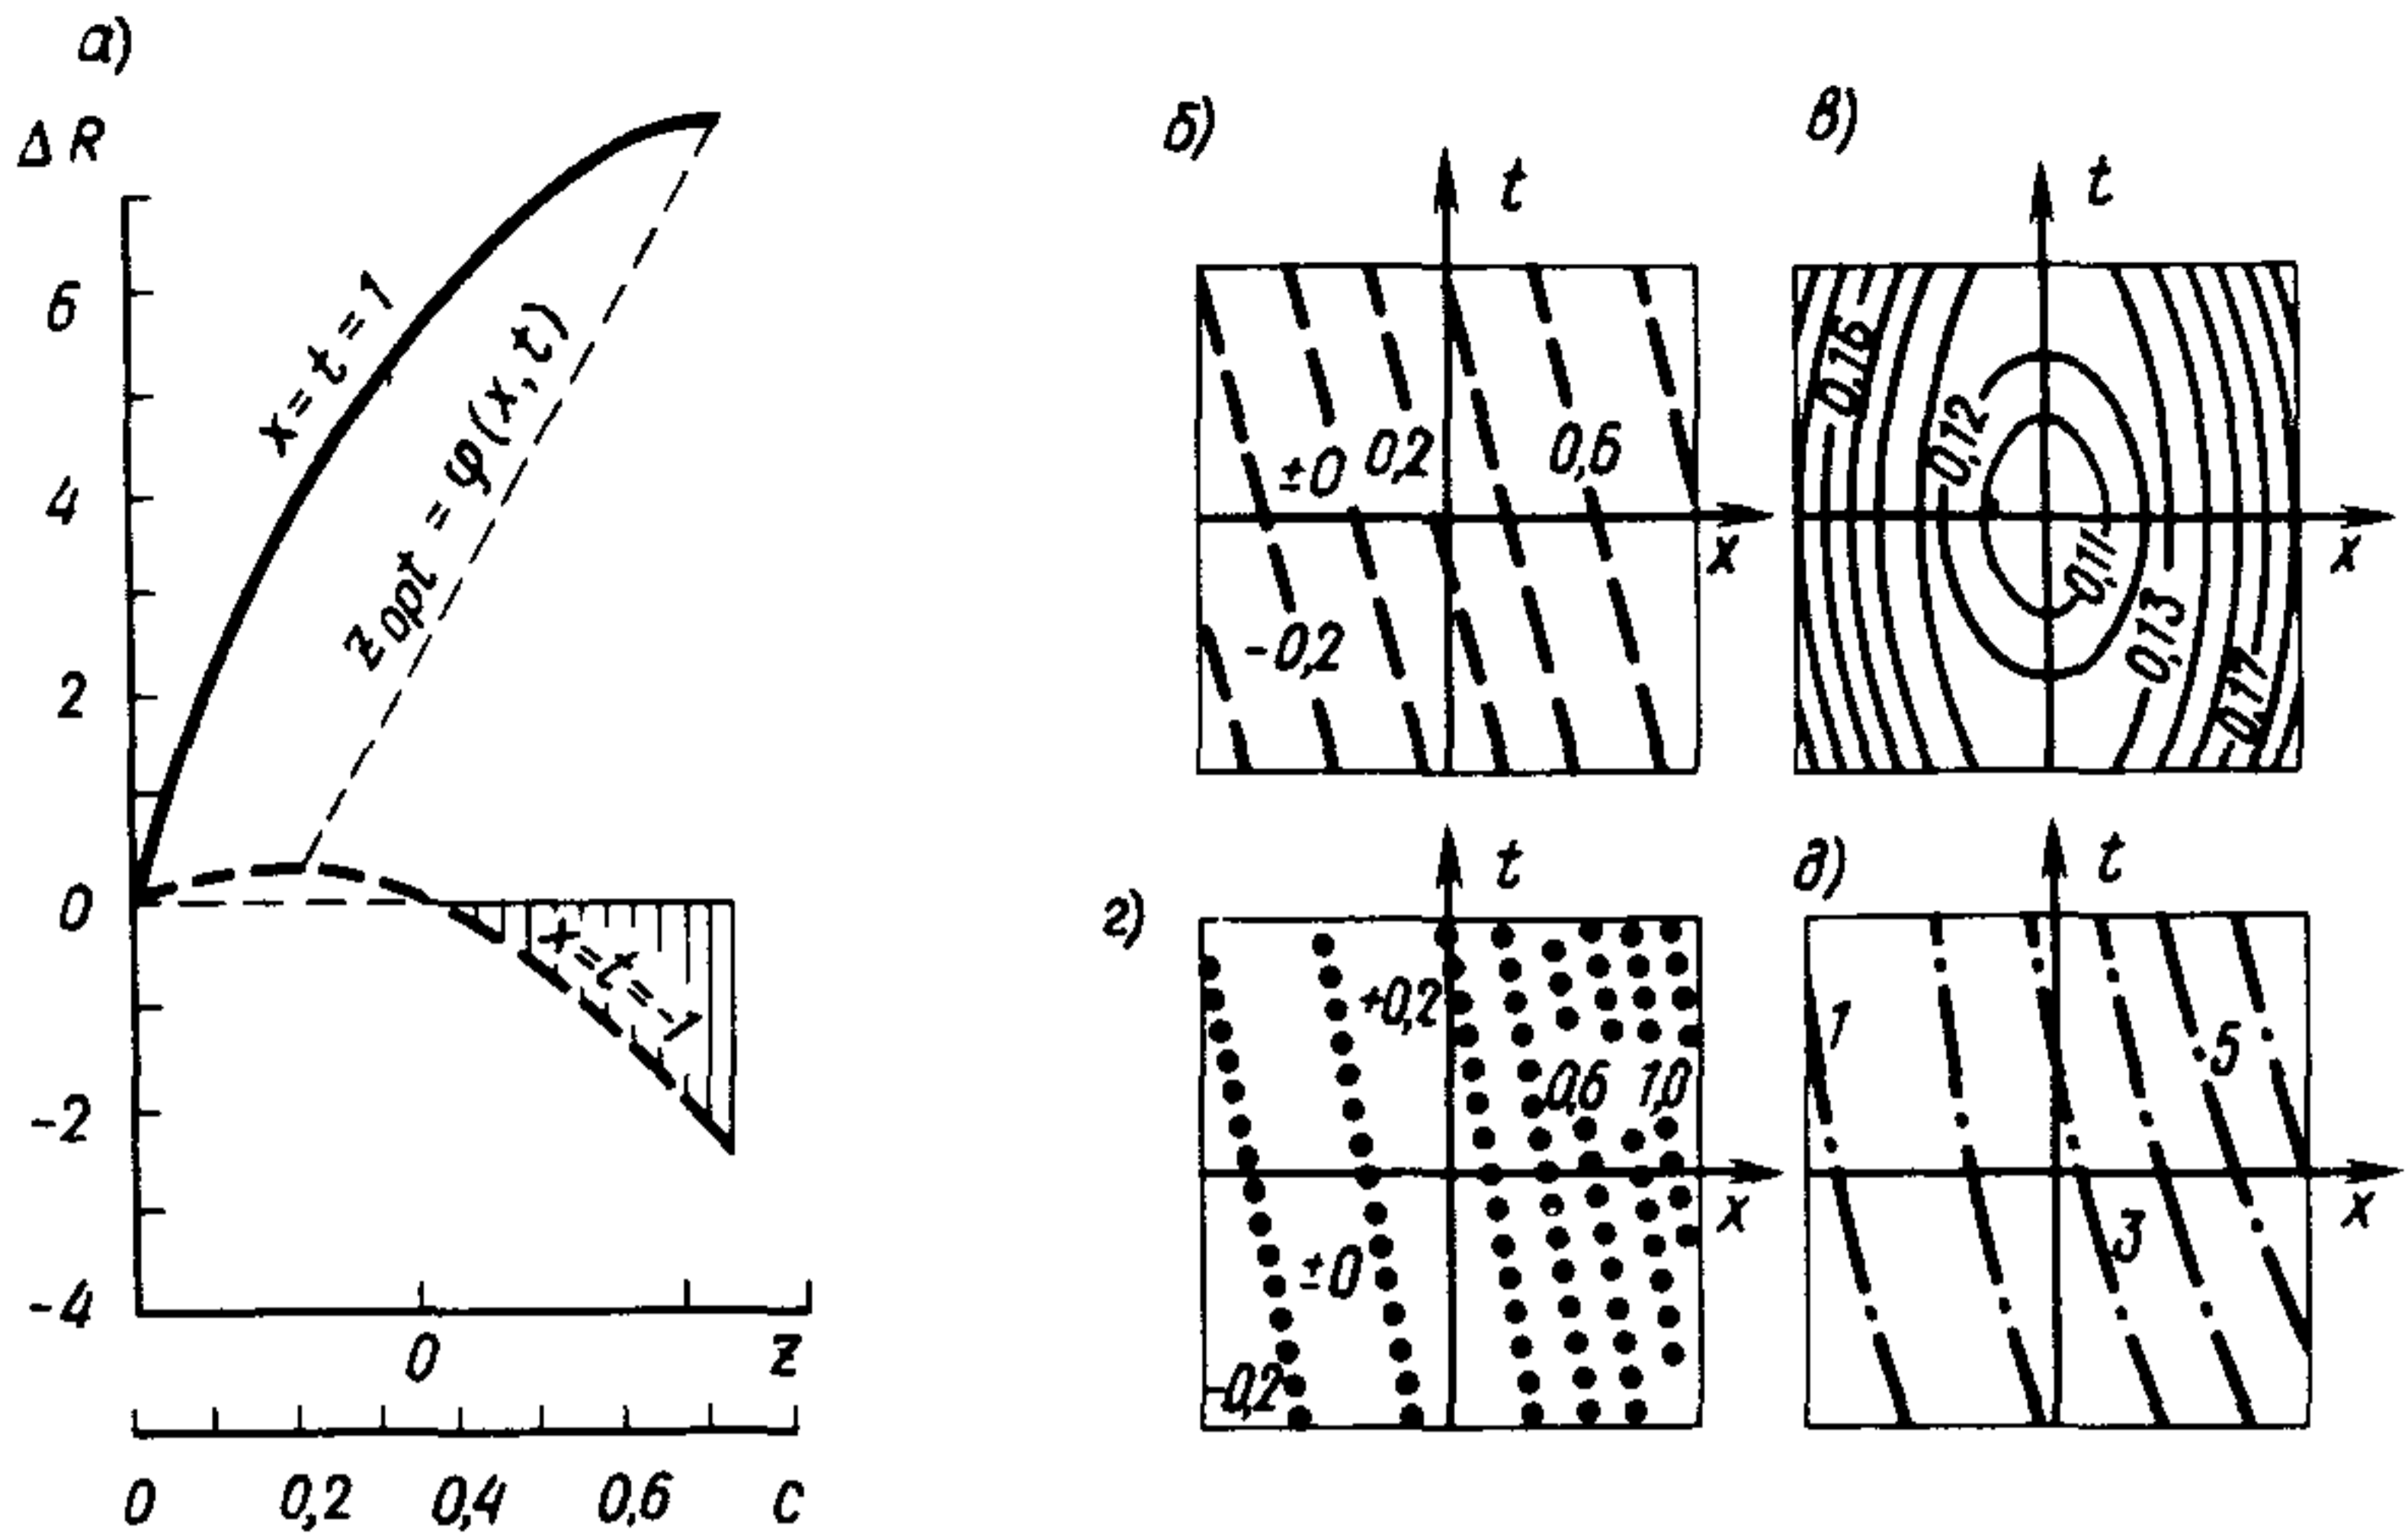 а)
ΔR
6
4
2
0
-2
-4
x = t = 1
z opt = φ(x, t)
x = t = -1
0
z
0
0,2
0,4
0,6
c
б)
t
±0
0,2
0,6
-0,2
x
в)
t
0,16
0,12
0,11
0,13
0,17
x
г)
t
+0,2
0,6
1,0
±0
-0,2
x
д)
t
1
5
3
x